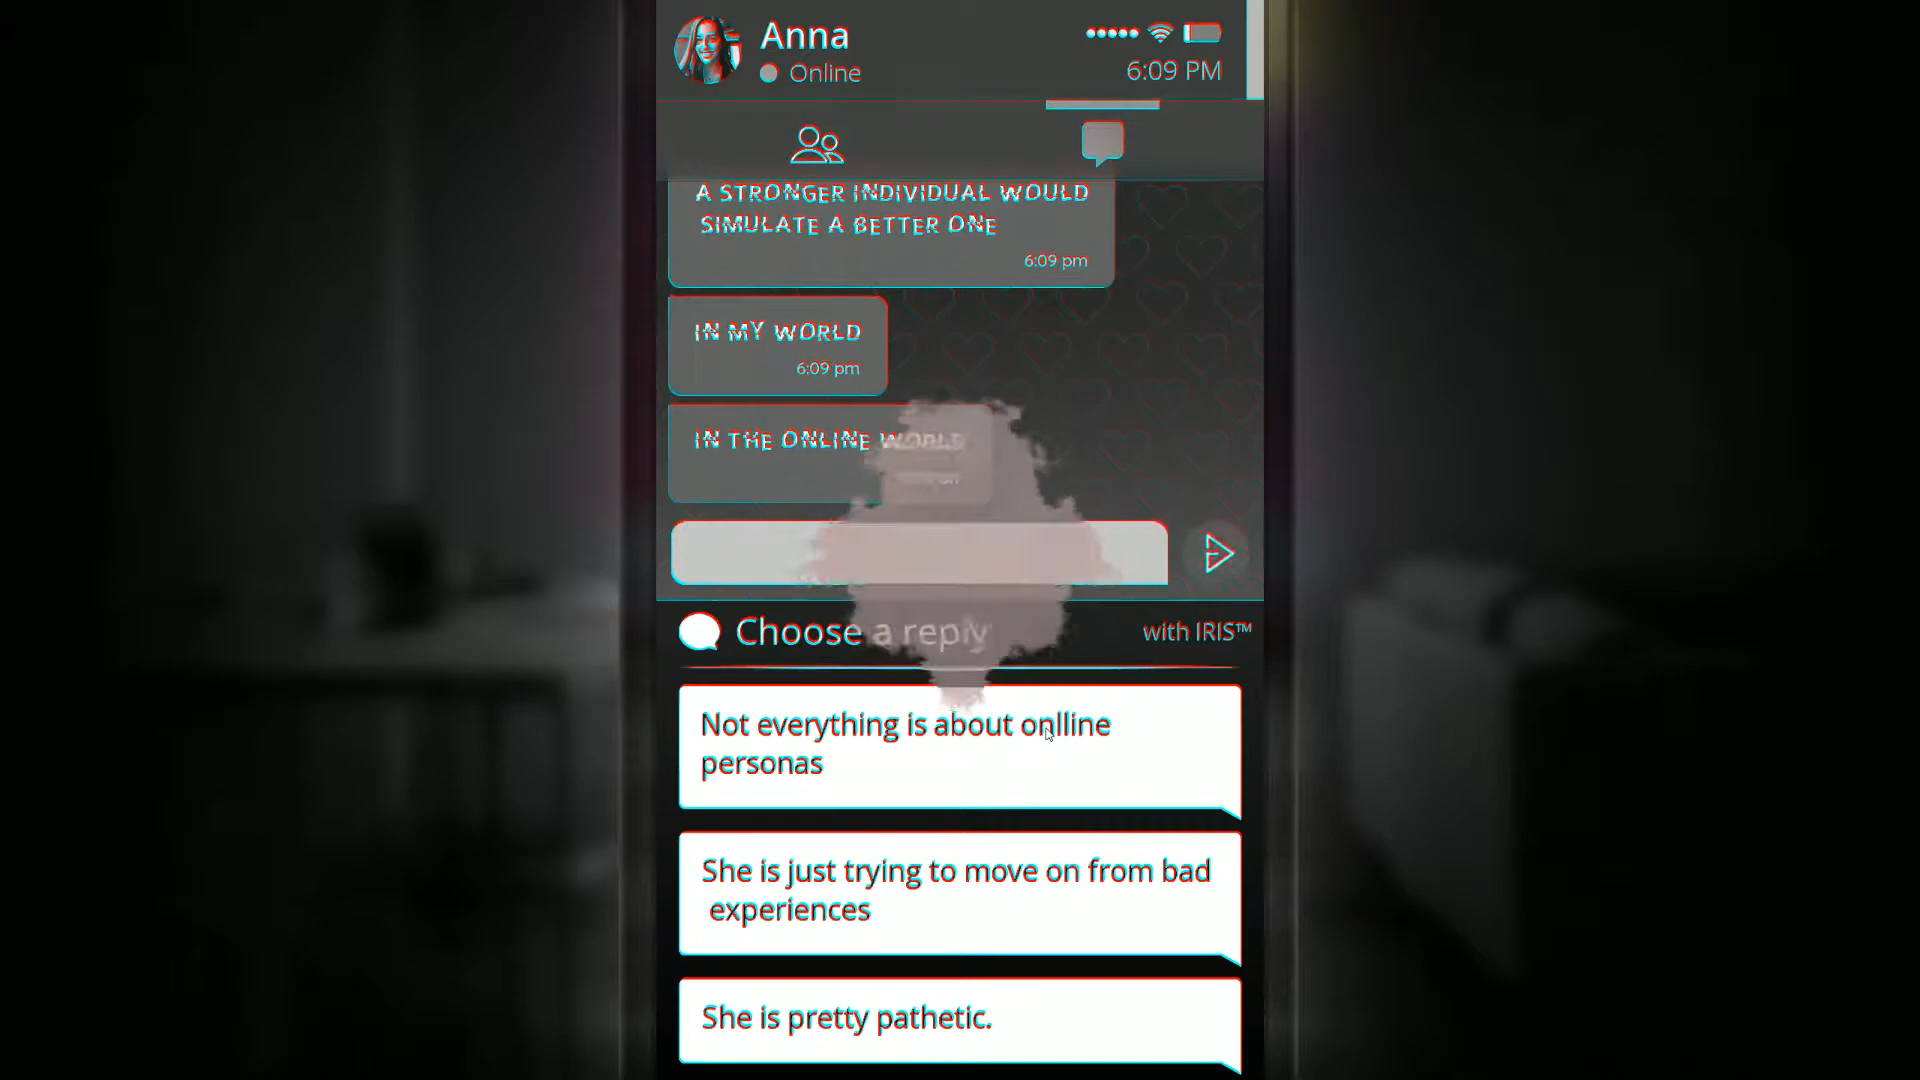 Anna
Online
6:09 PM
A STRONGER INDIVIDUAL WOULD
SIMULATE A BETTER ONE
6:09 pm
IN MY WORLD
6:09 pm
IN THE ONLINE WORLD
Choose a reply
with IRIS™
Not everything is about onlline
personas
She is just trying to move on from bad
experiences
She is pretty pathetic.